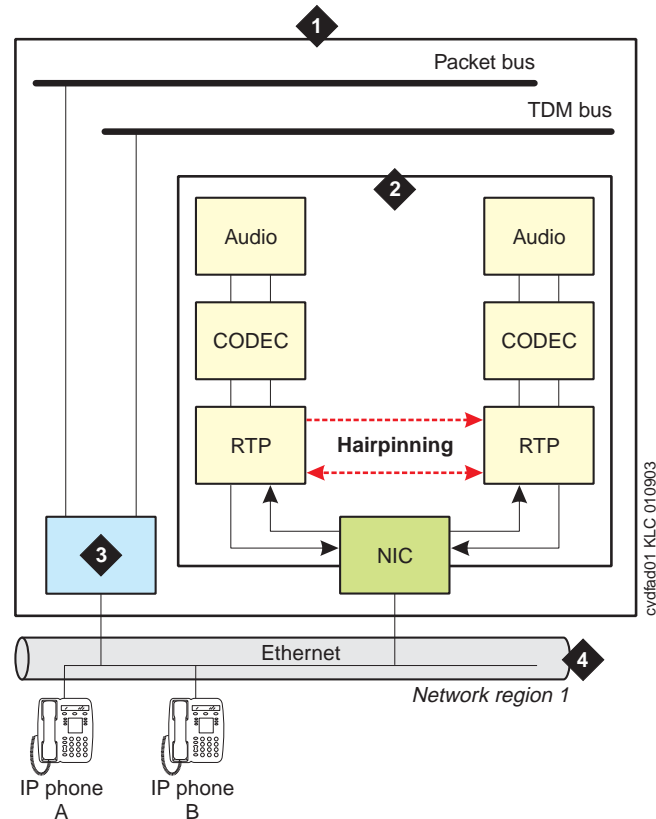 1
Packet bus
TDM bus
2
Audio
Audio
CODEC
CODEC
RTP
Hairpinning
RTP
3
NIC
cvdfad01 KLC 010903
Ethernet
4
Network region 1
IP phone
A
IP phone
B